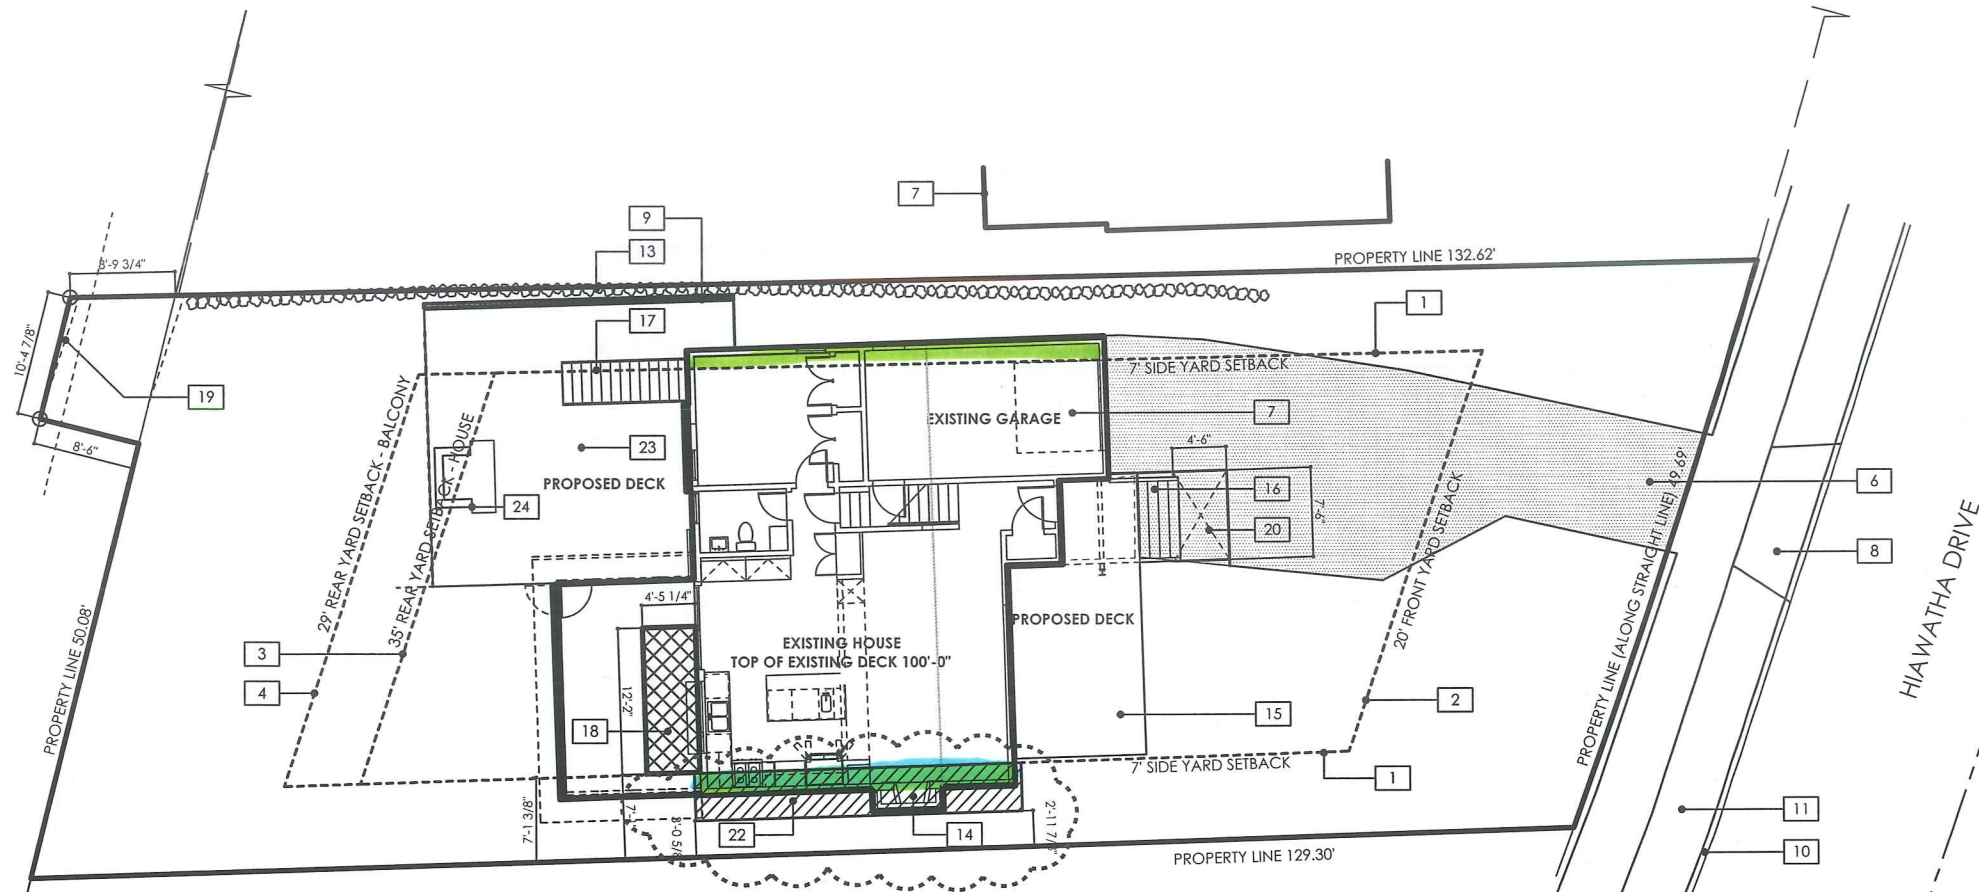 7
9
13
PROPERTY LINE 132.62'
8'-9 3/4"
1
17
10'-4 7/8"
7' SIDE YARD SETBACK
19
EXISTING GARAGE
7
8'-6"
29' REAR YARD SETBACK - BALCONY
35' REAR YARD SETBACK - HOUSE
23
4'-6"
PROPOSED DECK
24
16
7'-6"
20
20' FRONT YARD SETBACK
PROPERTY LINE (ALONG STRAIGHT LINE) 49.69'
6
8
HIAWATHA DRIVE
4'-5 1/4"
PROPOSED DECK
PROPERTY LINE 50.08'
3
EXISTING HOUSE
TOP OF EXISTING DECK 100'-0"
4
12'-2"
2
18
15
7' SIDE YARD SETBACK
1
7'-1 3/8"
22
14
2'-11 7/8"
11
10
PROPERTY LINE 129.30'